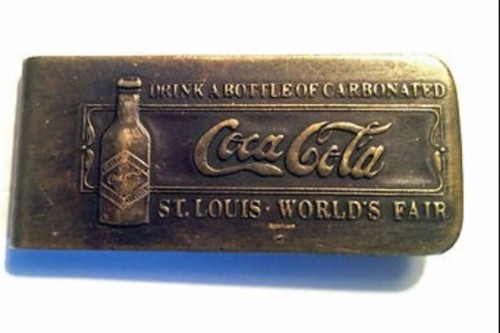 DRINK A BOTTLE OF CARBONATED
Coca Cola
ST. LOUIS · WORLD'S FAIR